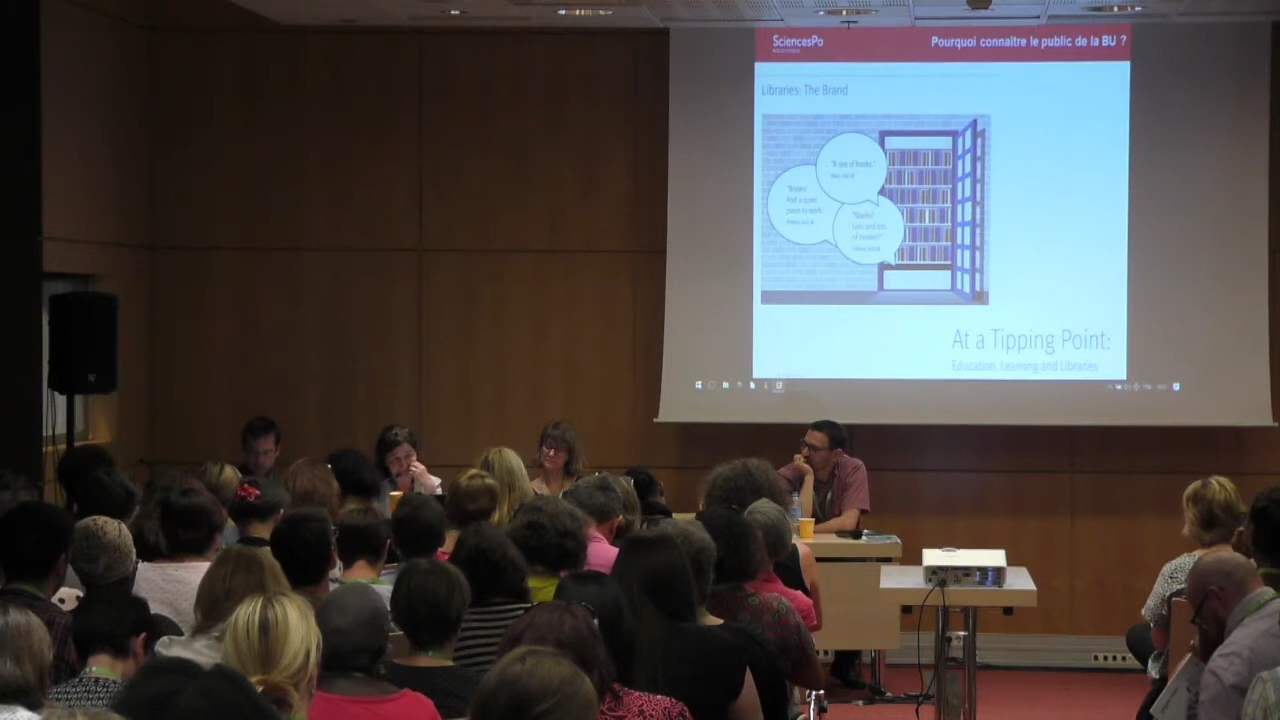 SciencesPo
Pourquoi connaître le public de la BU ?
Libraries: The Brand
"A sea of books."
"Books!
And a quiet
place to work.
"Books!
Lots and lots
of books!"
At a Tipping Point:
Education, Learning and Libraries